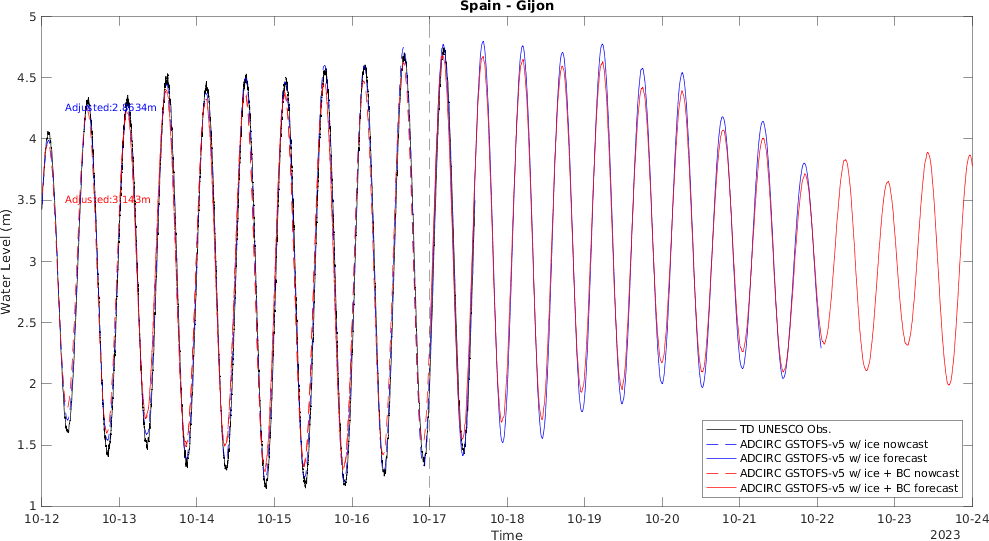 Spain - Gijon
Water Level (m)
5
4.5
4
3.5
3
2.5
2
1.5
1
Adjusted:2.8534m
Adjusted:3.143m
TD UNESCO Obs.
ADCIRC GSTOFS-v5 w/ ice nowcast
ADCIRC GSTOFS-v5 w/ ice forecast
ADCIRC GSTOFS-v5 w/ ice + BC nowcast
ADCIRC GSTOFS-v5 w/ ice + BC forecast
10-12 10-13 10-14 10-15 10-16 10-17 10-18 10-19 10-20 10-21 10-22 10-23 10-24
Time
2023